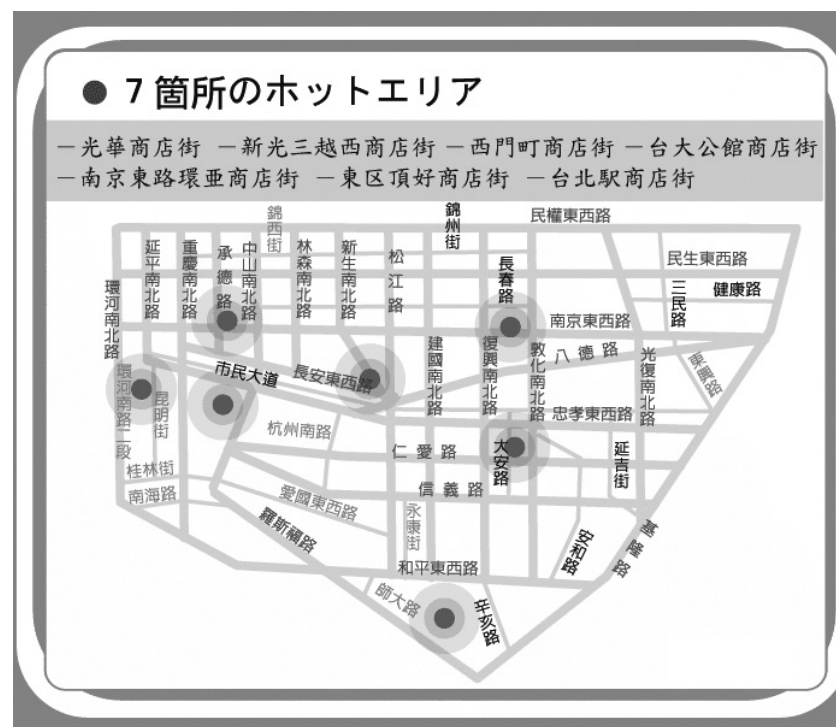 ● 7箇所のホットエリア
－光華商店街 －新光三越西商店街 －西門町商店街 －台大公館商店街
－南京東路環亜商店街 －東区頂好商店街 －台北駅商店街
錦西街
錦州街
民權東西路
延平南北路
重慶南北路
承德路
中山南北路
林森南北路
新生南北路
松江路
長春路
民生東西路
三民路
健康路
環河南北路
南京東西路
建國南北路
復興南北路
敦化南北路
八德路
光復南北路
東興路
市民大道
長安東西路
環河南路二段
昆明街
杭州南路
忠孝東西路
仁愛路
大安路
延吉街
桂林街
南海路
信義路
愛國東西路
羅斯福路
永康街
安和路
基隆路
和平東西路
師大路
辛亥路